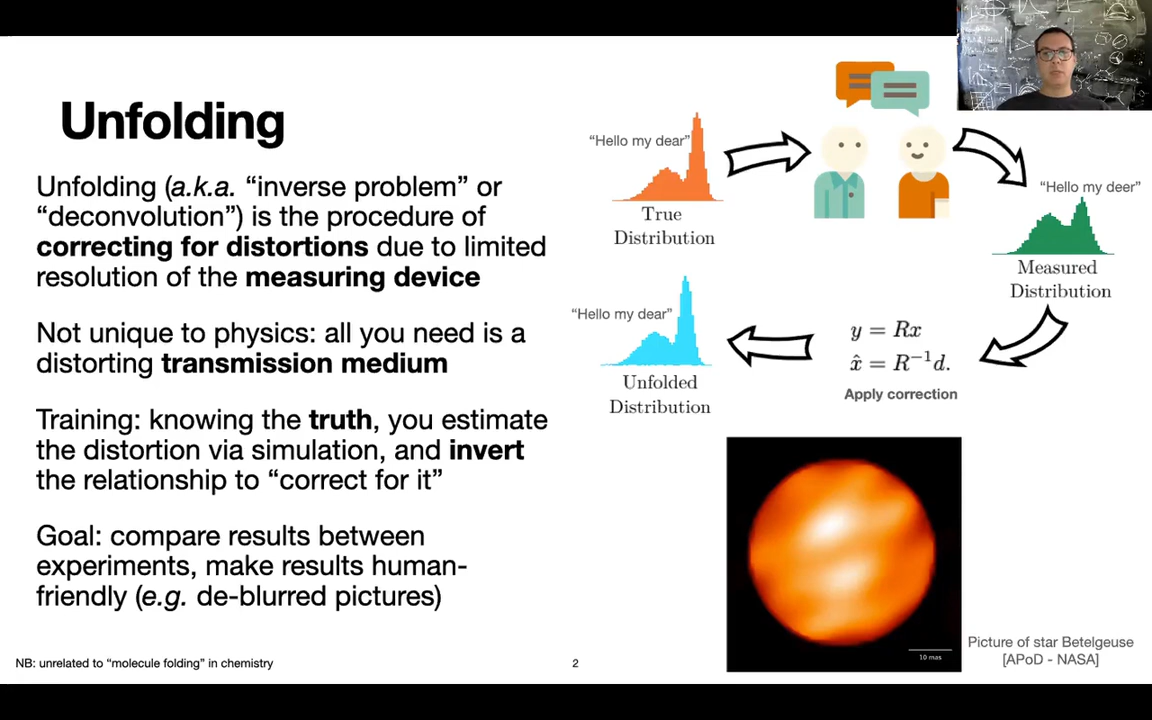 Unfolding
Unfolding (a.k.a. “inverse problem” or
“deconvolution”) is the procedure of
correcting for distortions due to limited
resolution of the measuring device
Not unique to physics: all you need is a
distorting transmission medium
Training: knowing the truth, you estimate
the distortion via simulation, and invert
the relationship to “correct for it”
Goal: compare results between
experiments, make results human-
friendly (e.g. de-blurred pictures)
“Hello my dear”
True
Distribution
“Hello my deer”
Measured
Distribution
y = Rx
x̂ = R⁻¹d.
Apply correction
“Hello my dear”
Unfolded
Distribution
10 mas
Picture of star Betelgeuse
[APoD - NASA]
NB: unrelated to “molecule folding” in chemistry
2